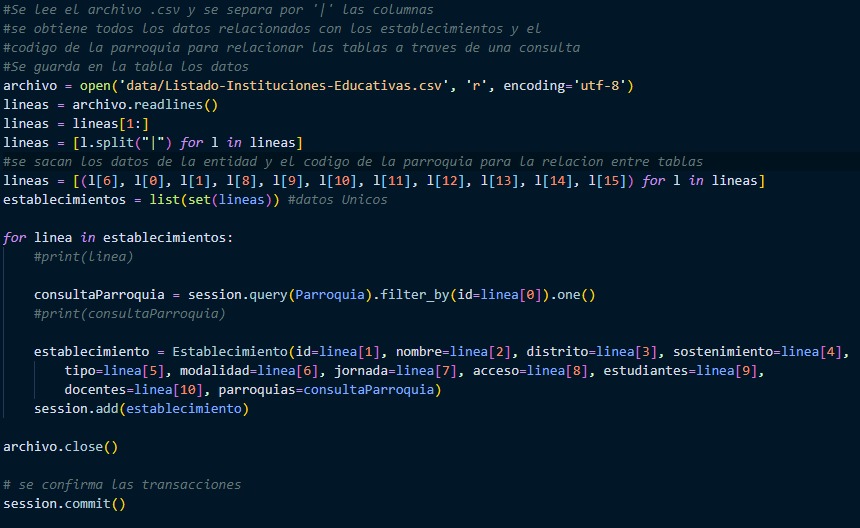 #Se lee el archivo .csv y se separa por '|' las columnas
#se obtiene todos los datos relacionados con los establecimientos y el
#codigo de la parroquia para relacionar las tablas a traves de una consulta
#Se guarda en la tabla los datos
archivo = open('data/Listado-Instituciones-Educativas.csv', 'r', encoding='utf-8')
lineas = archivo.readlines()
lineas = lineas[1:]
lineas = [l.split("|") for l in lineas]
#se sacan los datos de la entidad y el codigo de la parroquia para la relacion entre tablas
lineas = [(l[6], l[0], l[1], l[8], l[9], l[10], l[11], l[12], l[13], l[14], l[15]) for l in lineas]
establecimientos = list(set(lineas)) #datos Unicos
for linea in establecimientos:
    #print(linea)
    consultaParroquia = session.query(Parroquia).filter_by(id=linea[0]).one()
    #print(consultaParroquia)
    establecimiento = Establecimiento(id=linea[1], nombre=linea[2], distrito=linea[3], sostenimiento=linea[4],
        tipo=linea[5], modalidad=linea[6], jornada=linea[7], acceso=linea[8], estudiantes=linea[9],
        docentes=linea[10], parroquias=consultaParroquia)
    session.add(establecimiento)
archivo.close()
# se confirma las transacciones
session.commit()